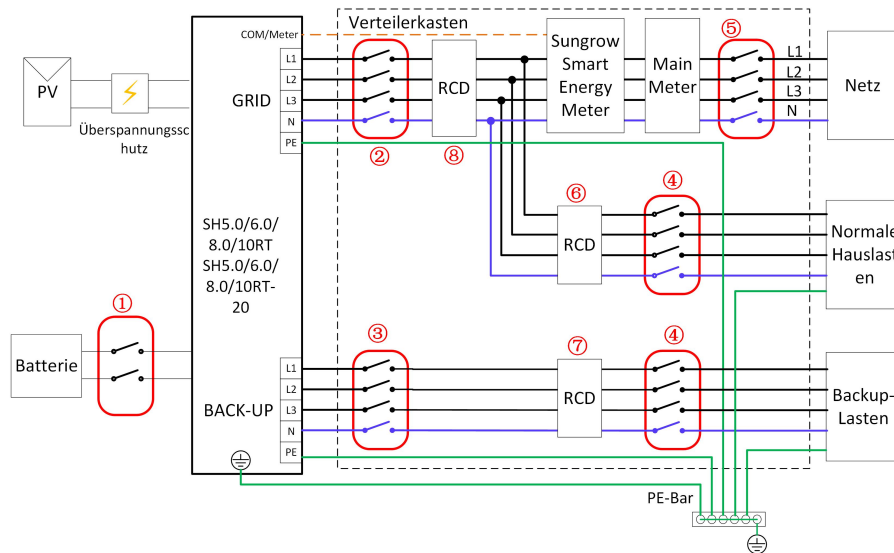 Verteilerkasten
⑤
COM/Meter
Sungrow
Smart
Energy
Meter
Main
Meter
L1
L2
L3
N
PE
GRID
RCD
L1
L2
L3
N
Netz
PV
Überspannungssc
hutz
②
⑧
⑥
④
SH5.0/6.0/
8.0/10RT
SH5.0/6.0/
8.0/10RT-
20
RCD
Normale
Hauslast
en
①
③
⑦
④
Batterie
L1
L2
L3
N
PE
BACK-UP
RCD
Backup-
Lasten
PE-Bar